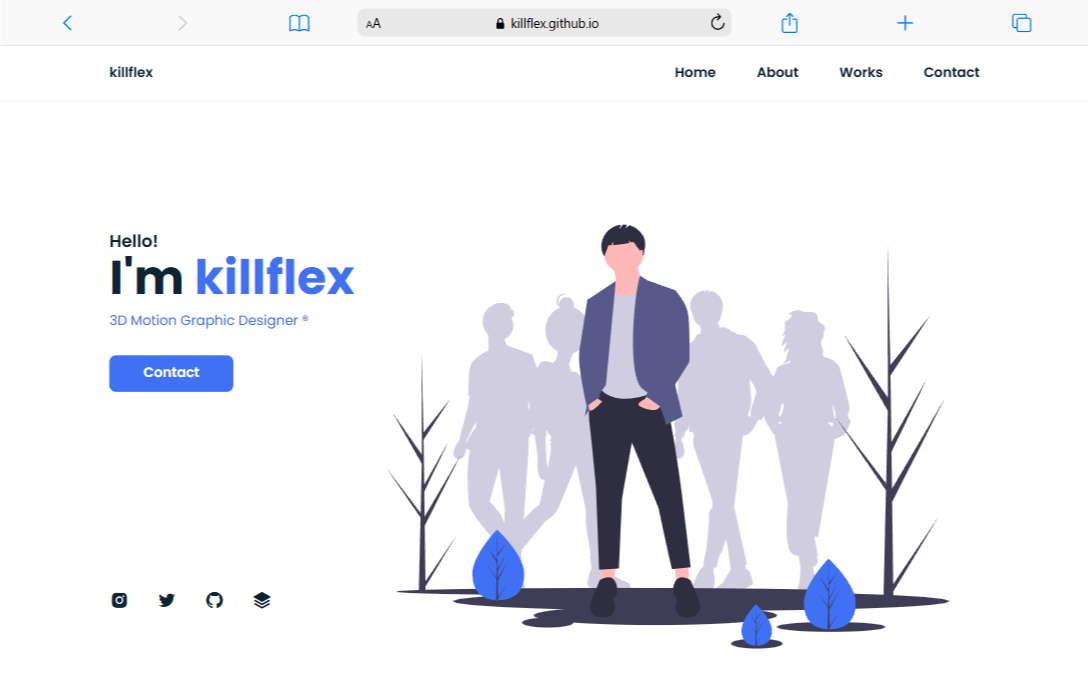 AA killflex.github.io
killflex Home About Works Contact
Hello!
I'm killflex
3D Motion Graphic Designer ®
Contact